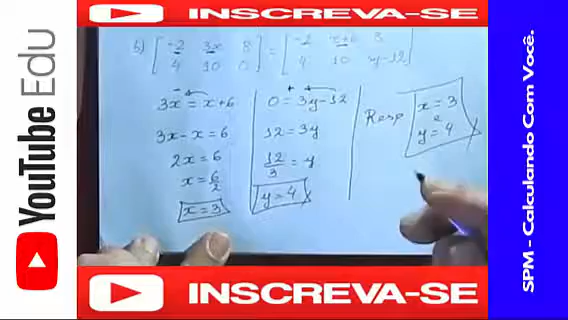 INSCREVA-SE
YouTube Edu
b) [-2 3x 8 = [-2 x+6 8
4 10 0] 4 10 y-12]
3x = x+6
3x-x=6
2x=6
x=6/2
x=3
0=3y-12
12=3y
12/3=y
y=4
Resp x=3
e
y=4
INSCREVA-SE
SPM - Calculando Com Você.